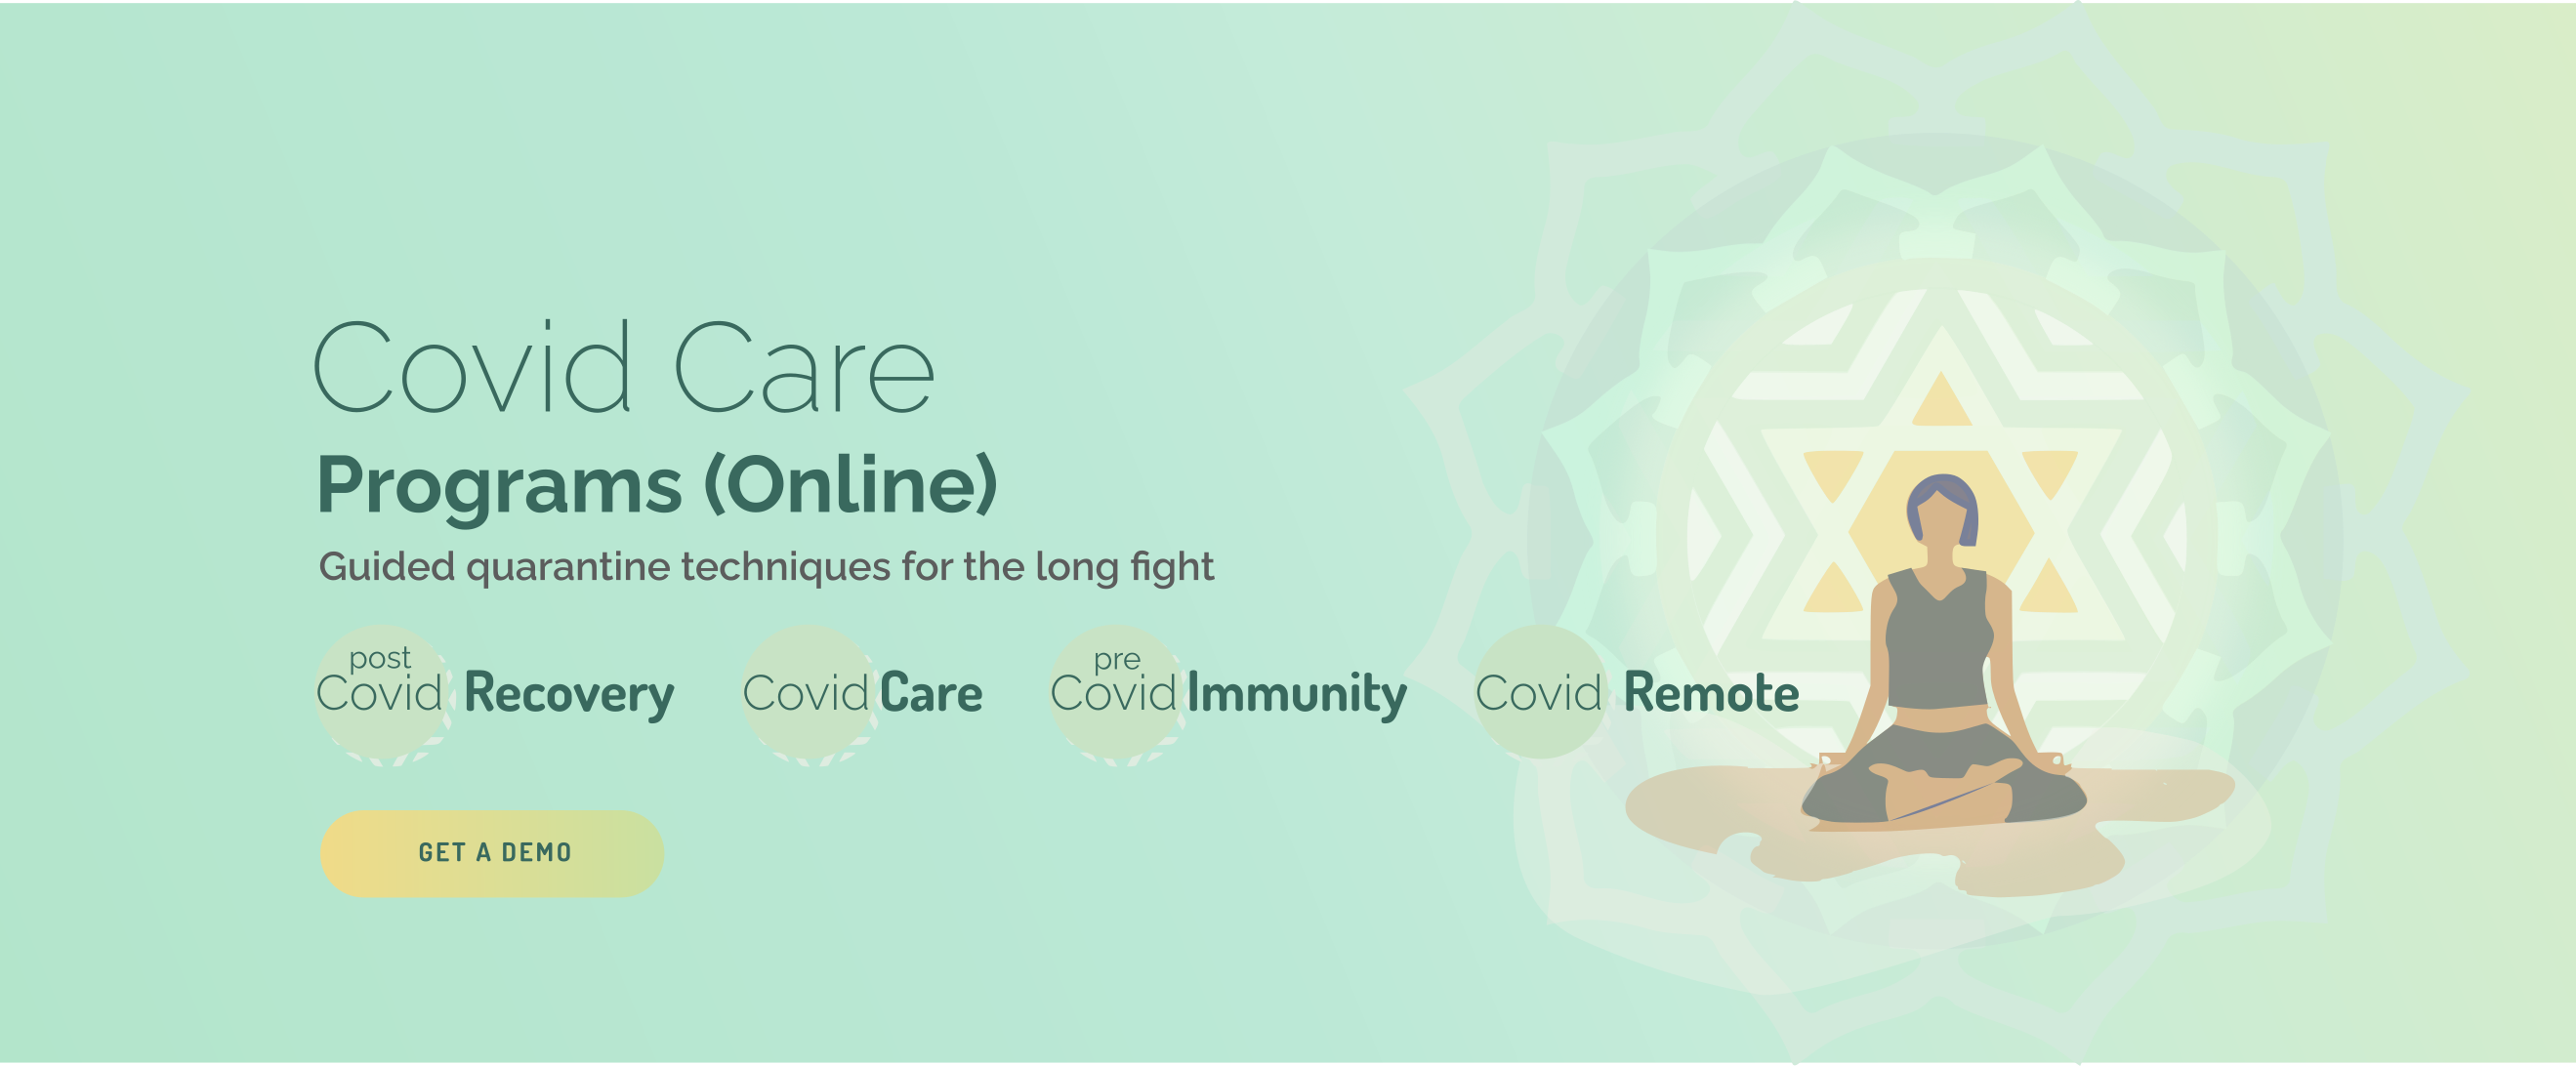 Covid Care
Programs (Online)
Guided quarantine techniques for the long fight
post Covid Recovery
Covid Care
pre Covid Immunity
Covid Remote
GET A DEMO